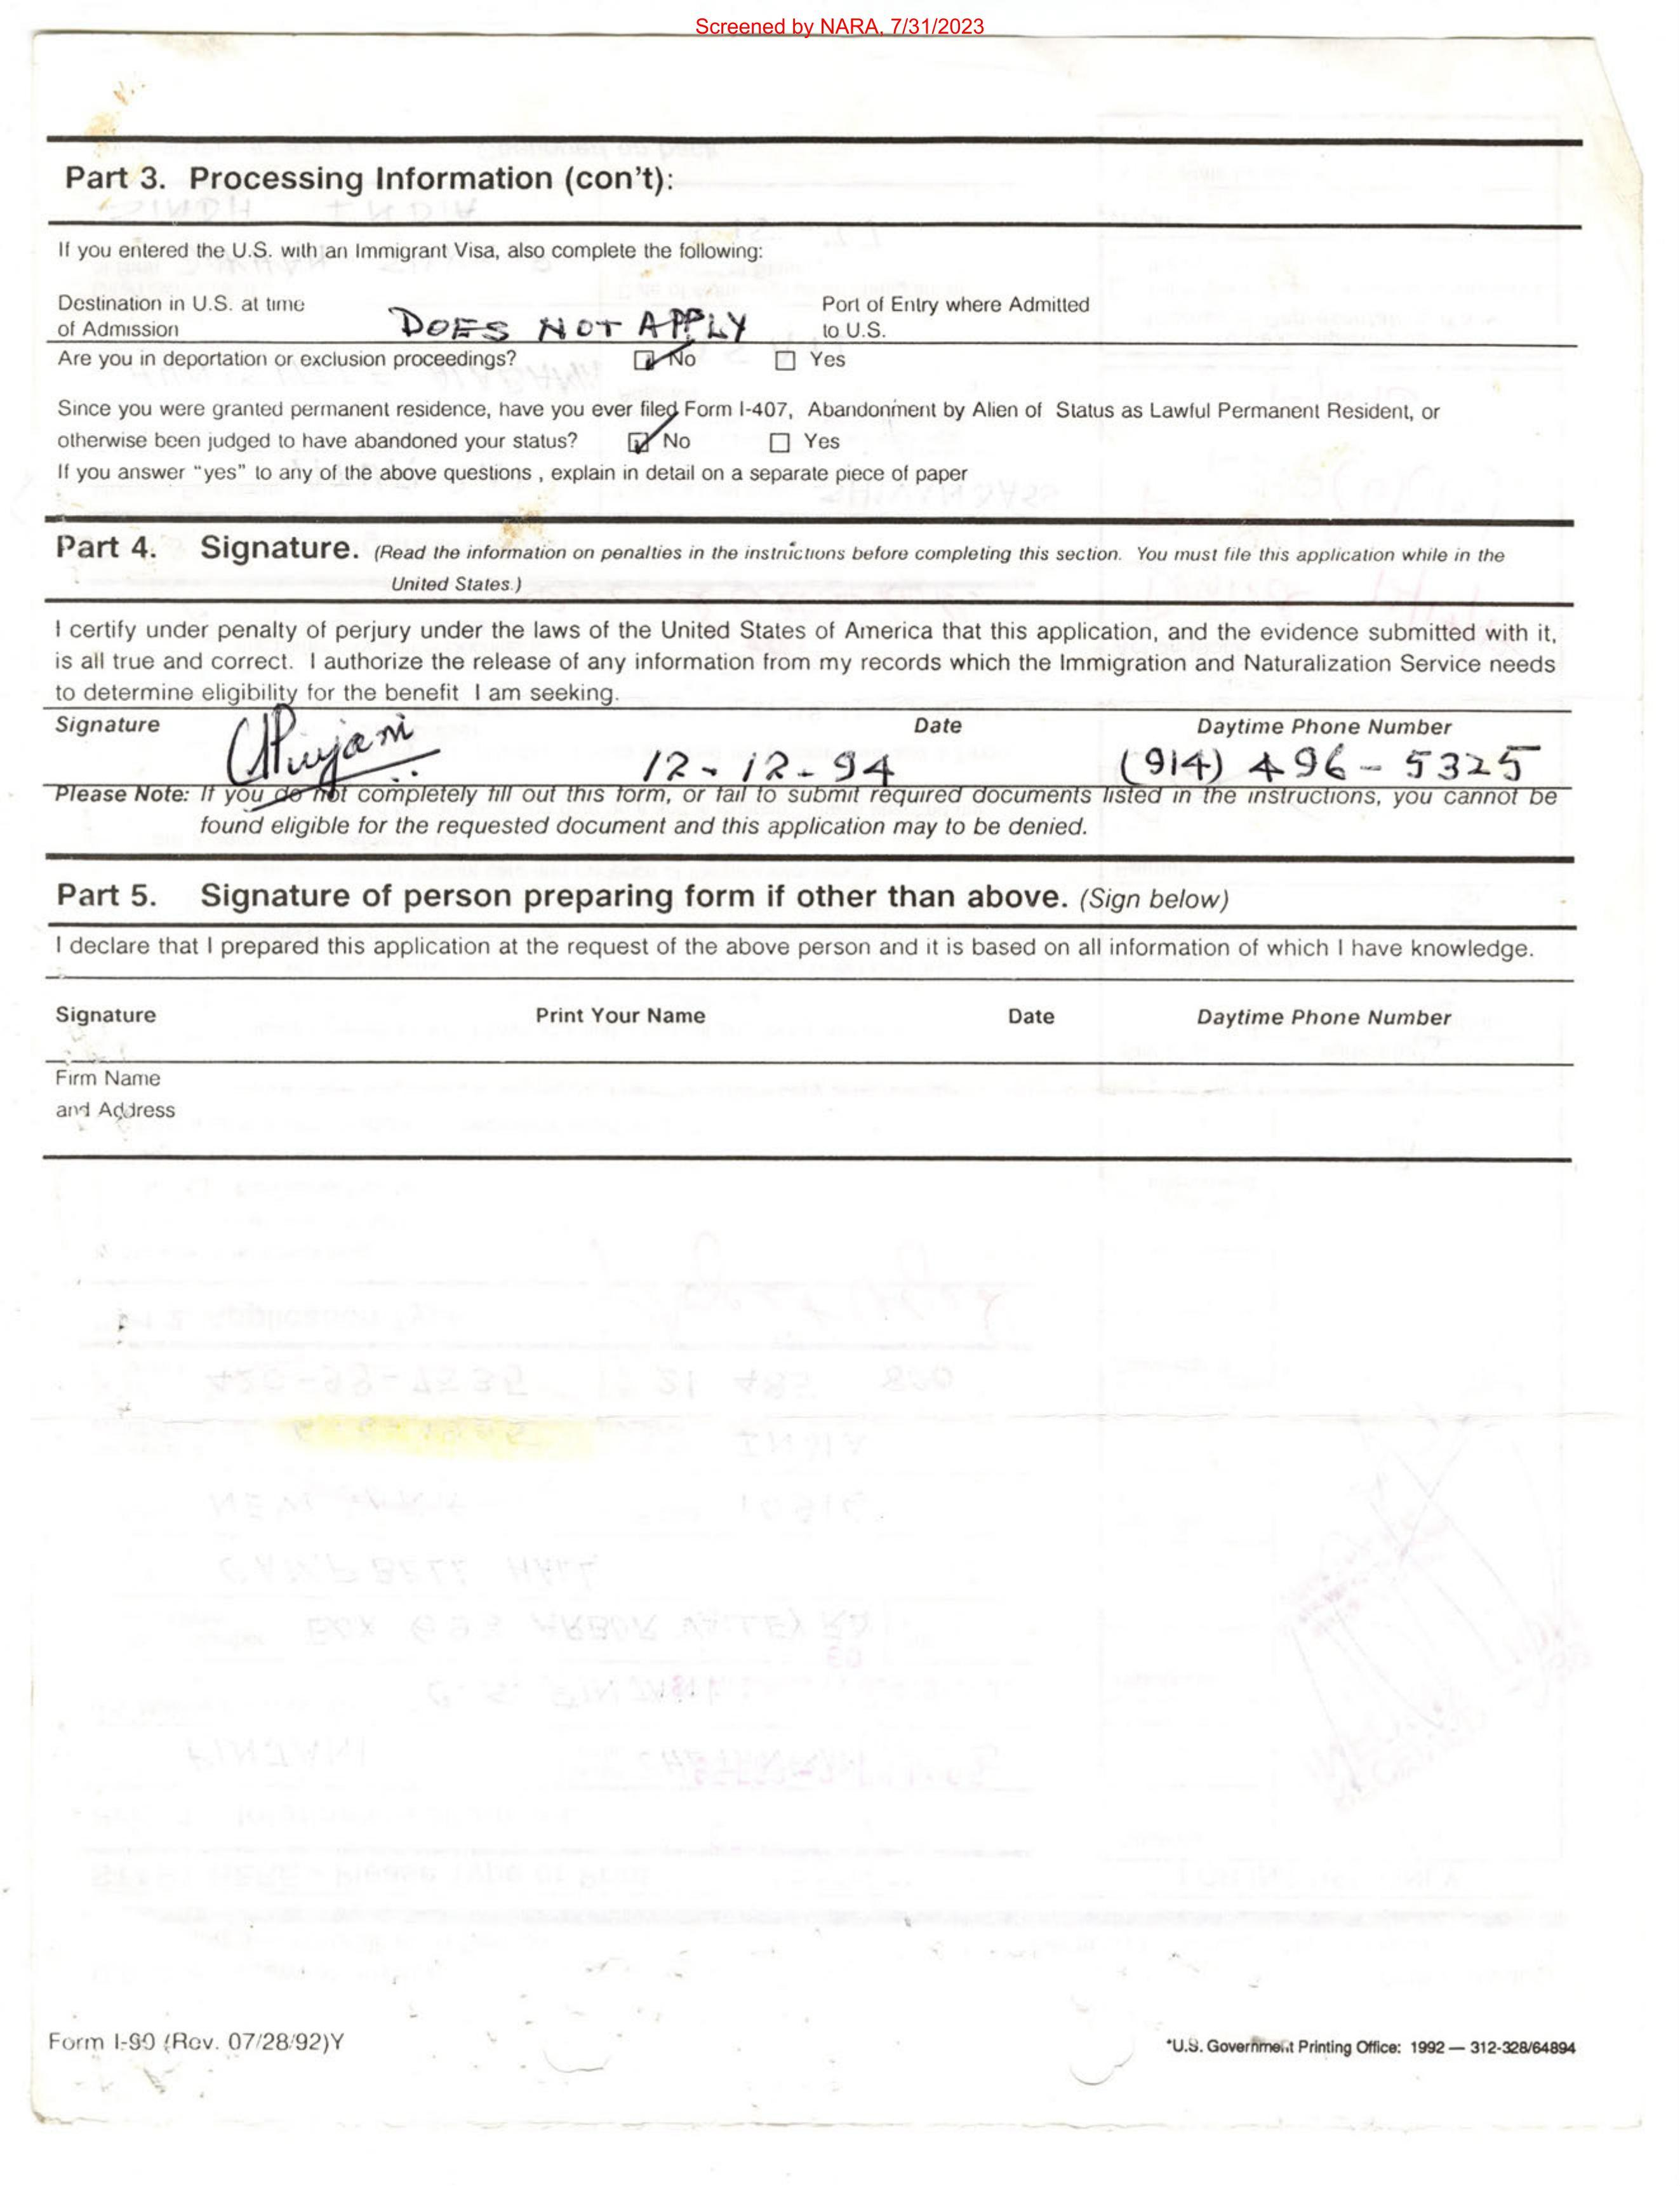 Screened by NARA, 7/31/2023
Part 3. Processing Information (con't):
If you entered the U.S. with an Immigrant Visa, also complete the following:
Destination in U.S. at time
of Admission DOES NOT APPLY
Port of Entry where Admitted
to U.S.
Are you in deportation or exclusion proceedings? No Yes
Since you were granted permanent residence, have you ever filed Form I-407, Abandonment by Alien of Status as Lawful Permanent Resident, or
otherwise been judged to have abandoned your status? No Yes
If you answer "yes" to any of the above questions , explain in detail on a separate piece of paper
Part 4. Signature. (Read the information on penalties in the instructions before completing this section. You must file this application while in the
United States.)
I certify under penalty of perjury under the laws of the United States of America that this application, and the evidence submitted with it,
is all true and correct. I authorize the release of any information from my records which the Immigration and Naturalization Service needs
to determine eligibility for the benefit I am seeking.
Signature Date Daytime Phone Number
12-12-94 (914) 496-5325
Please Note: If you do not completely fill out this form, or fail to submit required documents listed in the instructions, you cannot be
found eligible for the requested document and this application may to be denied.
Part 5. Signature of person preparing form if other than above. (Sign below)
I declare that I prepared this application at the request of the above person and it is based on all information of which I have knowledge.
Signature Print Your Name Date Daytime Phone Number
Firm Name
and Address
Form I-90 (Rev. 07/28/92)Y
*U.S. Government Printing Office: 1992 — 312-328/64894